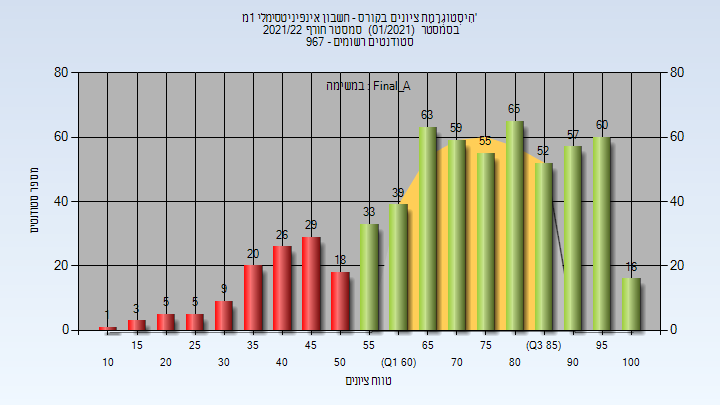 היסטוגרמת ציונים בקורס - חשבון אינפיניטסימלי 1מ'
בסמסטר (01/2021) סמסטר חורף 2021/22
סטודנטים רשומים - 967
במשימה : Final_A
מספר סטודנטים
80 60 40 20 0
80 60 40 20 0
1 3 5 5 9 20 26 29 18 33 39 63 59 55 65 52 57 60 16
15 25 35 45 55 65 75 (Q3 85) 95
10 20 30 40 50 (Q1 60) 70 80 90 100
טווח ציונים